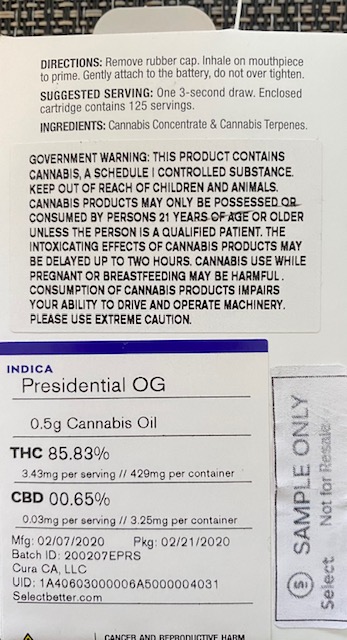 DIRECTIONS: Remove rubber cap. Inhale on mouthpiece
to prime. Gently attach to the battery, do not over tighten.
SUGGESTED SERVING: One 3-second draw. Enclosed
cartridge contains 125 servings.
INGREDIENTS: Cannabis Concentrate & Cannabis Terpenes.
GOVERNMENT WARNING: THIS PRODUCT CONTAINS
CANNABIS, A SCHEDULE I CONTROLLED SUBSTANCE.
KEEP OUT OF REACH OF CHILDREN AND ANIMALS.
CANNABIS PRODUCTS MAY ONLY BE POSSESSED OR
CONSUMED BY PERSONS 21 YEARS OF AGE OR OLDER
UNLESS THE PERSON IS A QUALIFIED PATIENT. THE
INTOXICATING EFFECTS OF CANNABIS PRODUCTS MAY
BE DELAYED UP TO TWO HOURS. CANNABIS USE WHILE
PREGNANT OR BREASTFEEDING MAY BE HARMFUL.
CONSUMPTION OF CANNABIS PRODUCTS IMPAIRS
YOUR ABILITY TO DRIVE AND OPERATE MACHINERY.
PLEASE USE EXTREME CAUTION.
INDICA
Presidential OG
0.5g Cannabis Oil
THC 85.83%
3.43mg per serving // 429mg per container
CBD 00.65%
0.03mg per serving // 3.25mg per container
Mfg: 02/07/2020 Pkg: 02/21/2020
Batch ID: 200207EPRS
Cura CA, LLC
UID: 1A40603000006A5000004031
Selectbetter.com
CANCER AND REPRODUCTIVE HARM
S SAMPLE ONLY
Select Not for Resale